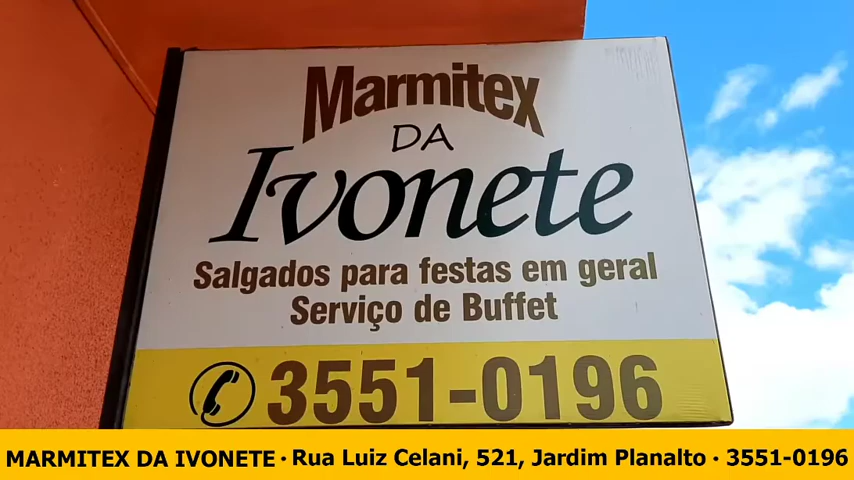 Marmitex
DA
Ivonete
Salgados para festas em geral
Serviço de Buffet
3551-0196
MARMITEX DA IVONETE · Rua Luiz Celani, 521, Jardim Planalto · 3551-0196